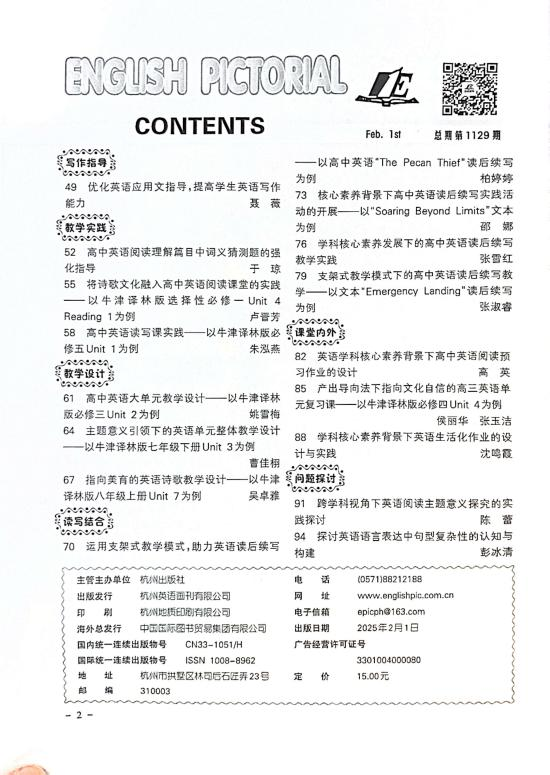 ENGLISH PICTORIAL
E
CONTENTS
Feb. 1st 总期第1129期
写作指导
49 优化英语应用文指导,提高学生英语写作
能力 聂 薇
教学实践
52 高中英语阅读理解篇目中词义猜测题的强
化指导 于 琼
55 将诗歌文化融入高中英语阅读课堂的实践
——以牛津译林版选择性必修一 Unit 4
Reading 1为例 卢晋芳
58 高中英语读写课实践——以牛津译林版必
修五Unit 1为例 朱泓燕
教学设计
61 高中英语大单元教学设计——以牛津译林
版必修三Unit 2为例 姚雪梅
64 主题意义引领下的英语单元整体教学设计
——以牛津译林版七年级下册Unit 3为例
曹佳栩
67 指向美育的英语诗歌教学设计——以牛津
译林版八年级上册Unit 7为例 吴卓雅
读写结合
70 运用支架式教学模式,助力英语读后续写
——以高中英语"The Pecan Thief"读后续写
为例 柏婷婷
73 核心素养背景下高中英语读后续写实践活
动的开展——以"Soaring Beyond Limits"文本
为例 邵 娜
76 学科核心素养发展下的高中英语读后续写
教学实践 张雪红
79 支架式教学模式下的高中英语读后续写教
学——以文本"Emergency Landing"读后续写
为例 张淑睿
课堂内外
82 英语学科核心素养背景下高中英语阅读预
习作业的设计 高 英
85 产出导向法下指向文化自信的高三英语单
元复习课——以牛津译林版必修四Unit 4为例
侯丽华 张玉洁
88 学科核心素养背景下英语生活化作业的设
计与实践 沈鸣霞
问题探讨
91 跨学科视角下英语阅读主题意义探究的实
践探讨 陈 蕾
94 探讨英语语言表达中句型复杂性的认知与
构建 彭冰清
主管主办单位 杭州出版社
出版发行 杭州英语画刊有限公司
印 刷 杭州地质印刷有限公司
海外总发行 中国国际图书贸易集团有限公司
国内统一连续出版物号 CN33-1051/H
国际统一连续出版物号 ISSN 1008-8962
地 址 杭州市拱墅区林司后石匠弄23号
邮 编 310003
电 话 (0571)88212188
网 址 www.englishpic.com.cn
电子信箱 epicph@163.com
出版日期 2025年2月1日
广告经营许可证号
3301004000080
定 价 15.00元
- 2 -